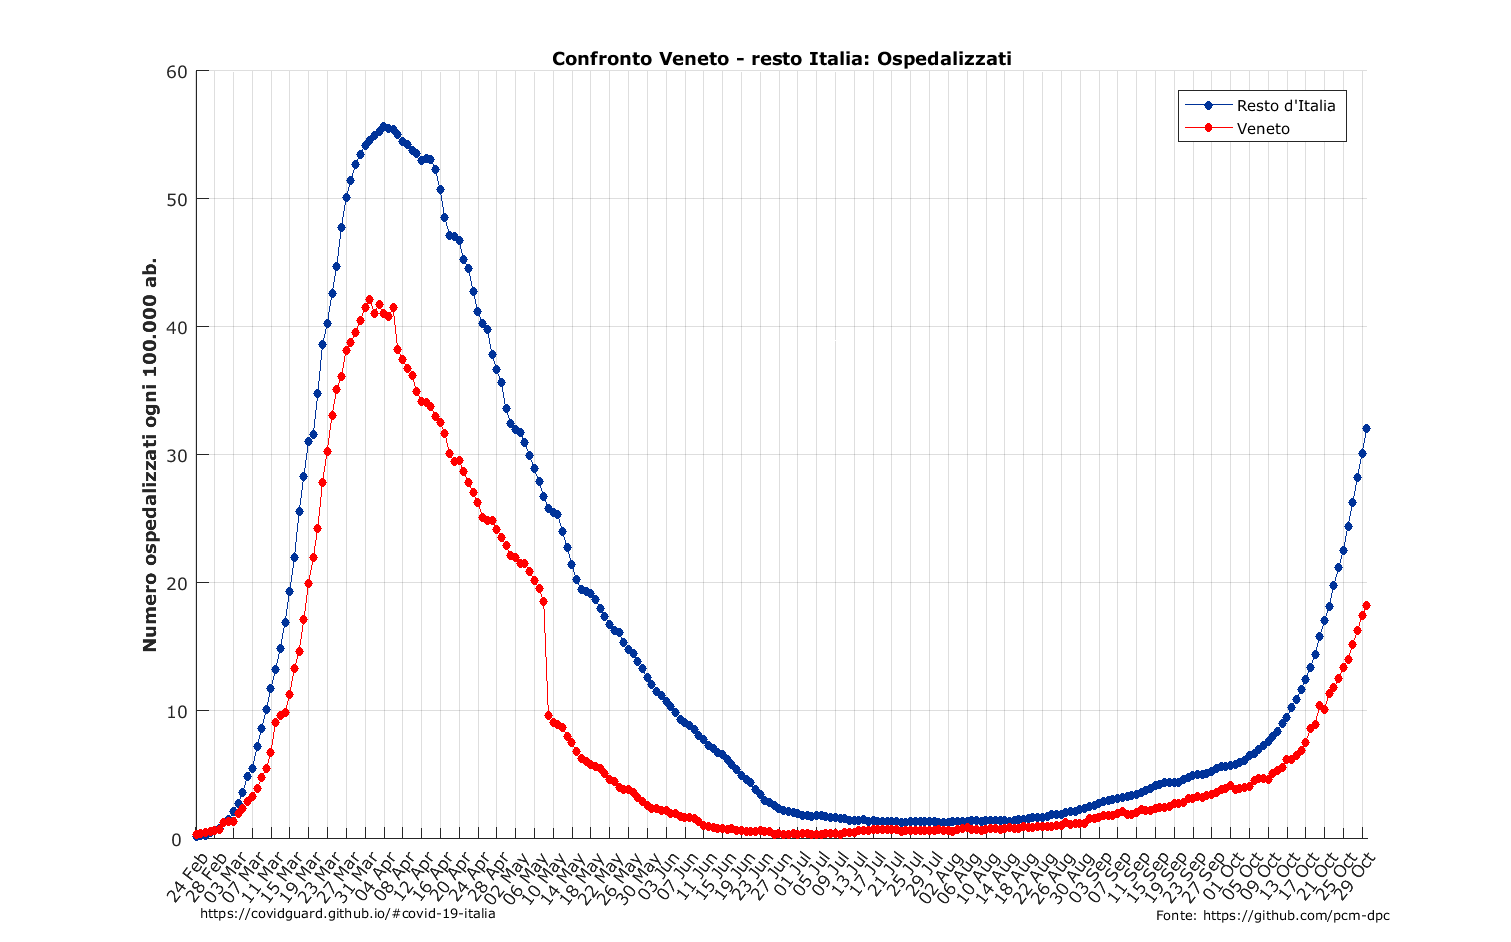 Confronto Veneto - resto Italia: Ospedalizzati
Resto d'Italia
Veneto
Numero ospedalizzati ogni 100.000 ab.
60
50
40
30
20
10
0
24 Feb
28 Feb
03 Mar
07 Mar
11 Mar
15 Mar
19 Mar
23 Mar
27 Mar
31 Mar
04 Apr
08 Apr
12 Apr
16 Apr
20 Apr
24 Apr
28 Apr
02 May
06 May
10 May
14 May
18 May
22 May
26 May
30 May
03 Jun
07 Jun
11 Jun
15 Jun
19 Jun
23 Jun
27 Jun
01 Jul
05 Jul
09 Jul
13 Jul
17 Jul
21 Jul
25 Jul
29 Jul
02 Aug
06 Aug
10 Aug
14 Aug
18 Aug
22 Aug
26 Aug
30 Aug
03 Sep
07 Sep
11 Sep
15 Sep
19 Sep
23 Sep
27 Sep
01 Oct
05 Oct
09 Oct
13 Oct
17 Oct
21 Oct
25 Oct
29 Oct
https://covidguard.github.io/#covid-19-italia
Fonte: https://github.com/pcm-dpc